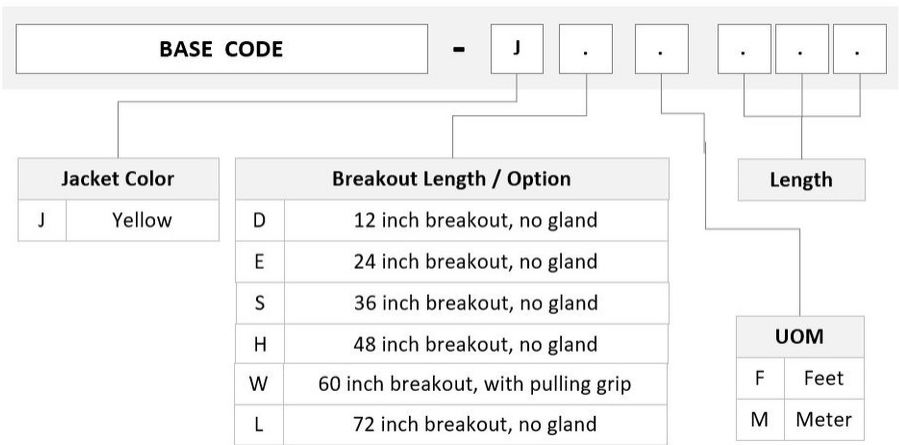 BASE CODE - J . . . . .
Jacket Color
J Yellow
Breakout Length / Option
D 12 inch breakout, no gland
E 24 inch breakout, no gland
S 36 inch breakout, no gland
H 48 inch breakout, no gland
W 60 inch breakout, with pulling grip
L 72 inch breakout, no gland
Length
UOM
F Feet
M Meter